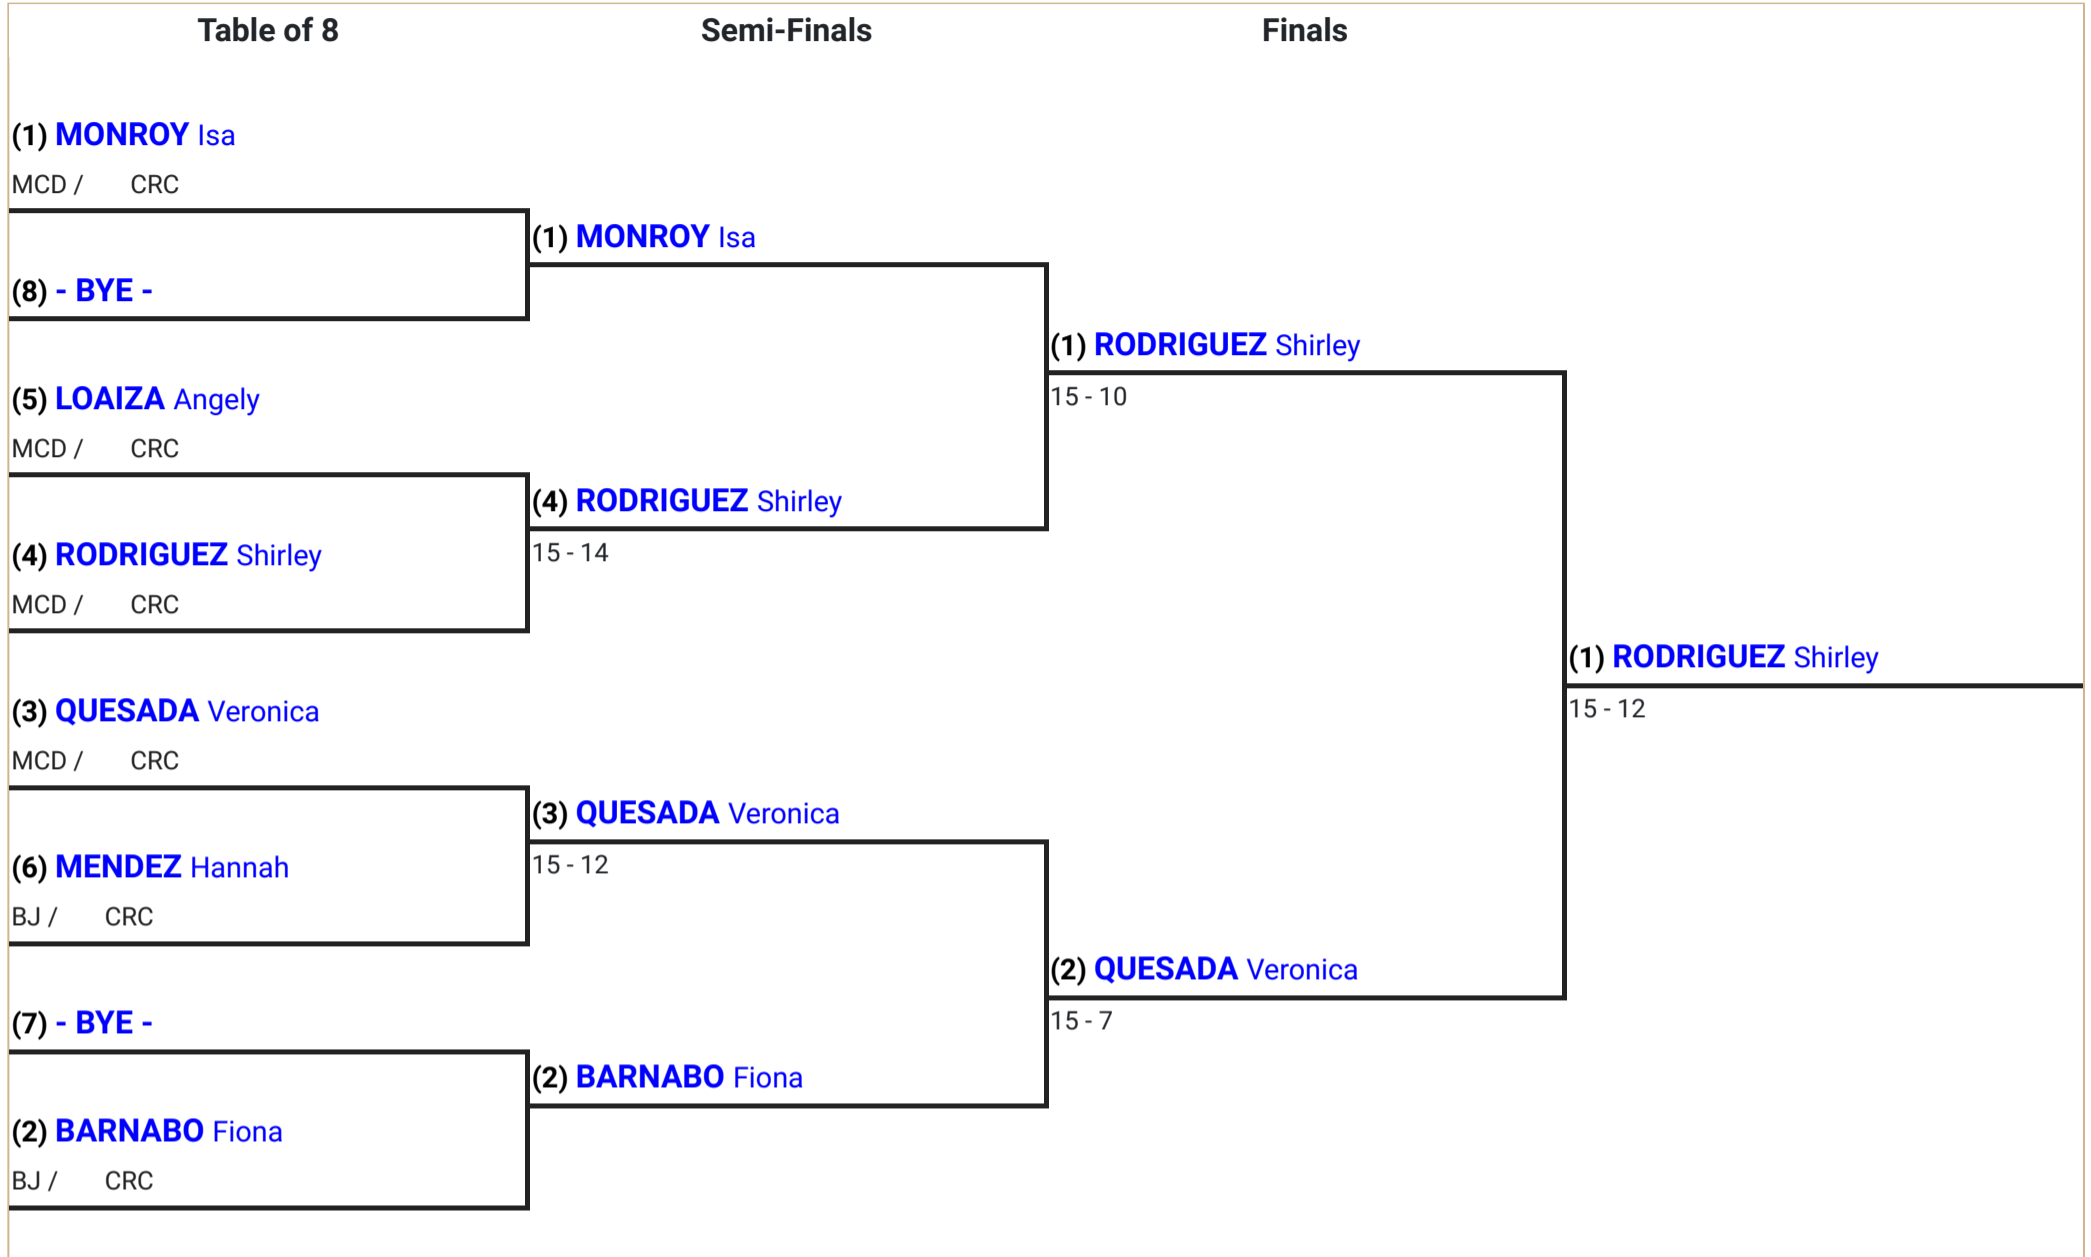 Table of 8
Semi-Finals
Finals
(1) MONROY Isa
MCD / CRC
(8) - BYE -
(5) LOAIZA Angely
MCD / CRC
(4) RODRIGUEZ Shirley
MCD / CRC
(3) QUESADA Veronica
MCD / CRC
(6) MENDEZ Hannah
BJ / CRC
(7) - BYE -
(2) BARNABO Fiona
BJ / CRC
(1) MONROY Isa
(4) RODRIGUEZ Shirley
15 - 14
(3) QUESADA Veronica
15 - 12
(2) BARNABO Fiona
(1) RODRIGUEZ Shirley
15 - 10
(2) QUESADA Veronica
15 - 7
(1) RODRIGUEZ Shirley
15 - 12